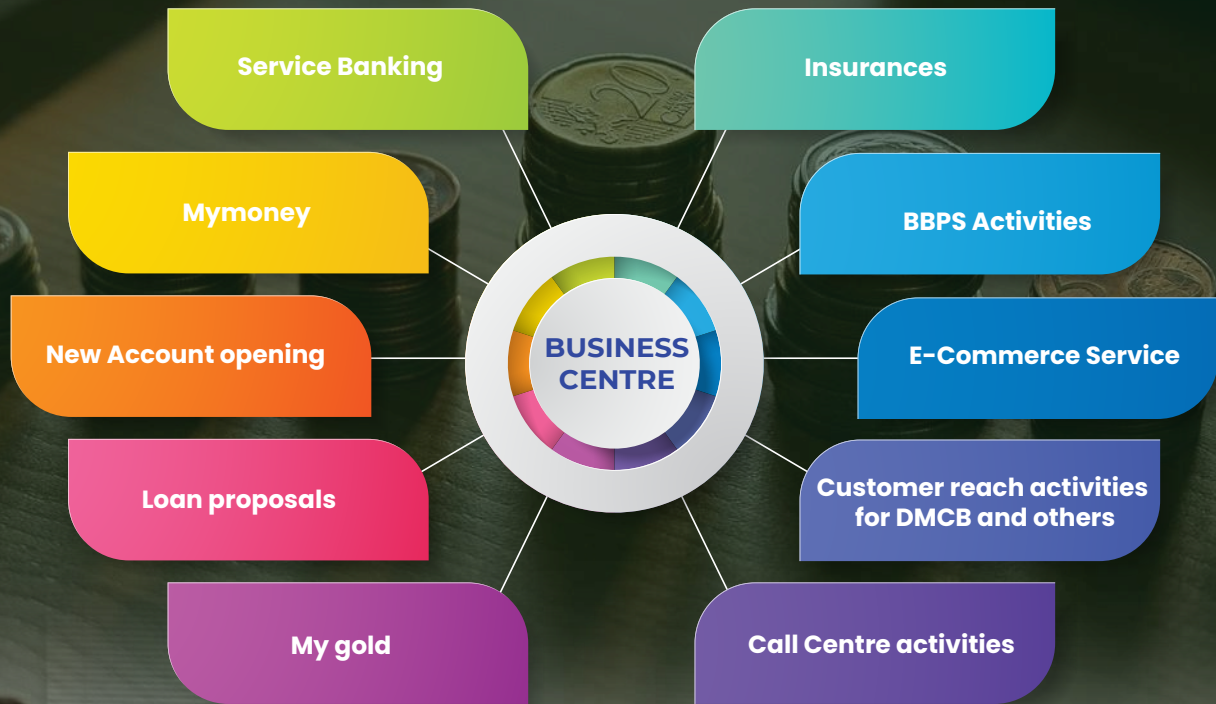 Service Banking
Insurances
Mymoney
BBPS Activities
New Account opening
BUSINESS
CENTRE
E-Commerce Service
Loan proposals
Customer reach activities
for DMCB and others
My gold
Call Centre activities